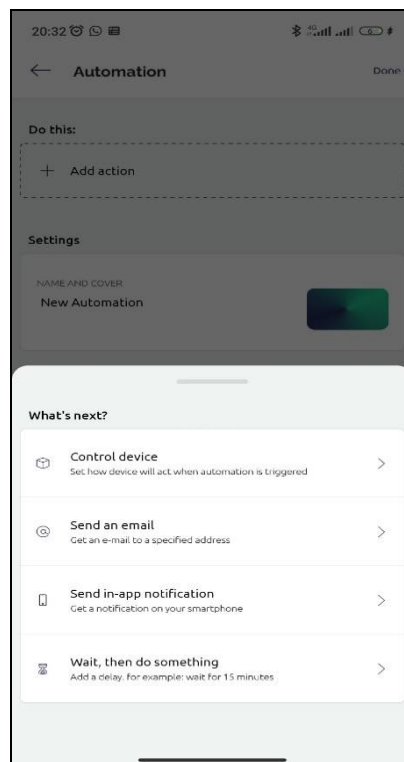 20:32
4G
Automation
Done
Do this:
+ Add action
Settings
NAME AND COVER
New Automation
What's next?
Control device
Set how device will act when automation is triggered
Send an email
Get an e-mail to a specified address
Send in-app notification
Get a notification on your smartphone
Wait, then do something
Add a delay. for example: wait for 15 minutes